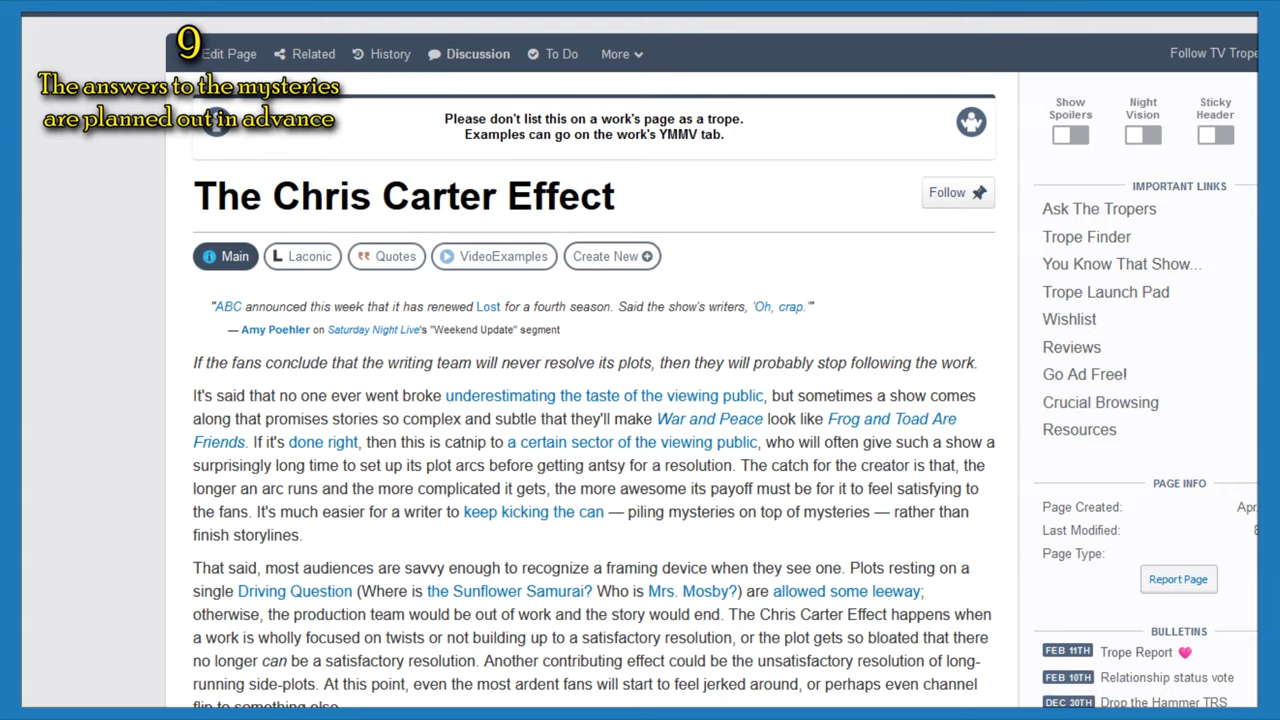 9
The answers to the mysteries
are planned out in advance
Edit Page Related History Discussion To Do More
Follow TV Trope
Please don't list this on a work's page as a trope.
Examples can go on the work's YMMV tab.
Show Spoilers
Night Vision
Sticky Header
The Chris Carter Effect
Follow
Main Laconic Quotes VideoExamples Create New
"ABC announced this week that it has renewed Lost for a fourth season. Said the show's writers, 'Oh, crap.'"
— Amy Poehler on Saturday Night Live's "Weekend Update" segment
If the fans conclude that the writing team will never resolve its plots, then they will probably stop following the work.
It's said that no one ever went broke underestimating the taste of the viewing public, but sometimes a show comes
along that promises stories so complex and subtle that they'll make War and Peace look like Frog and Toad Are
Friends. If it's done right, then this is catnip to a certain sector of the viewing public, who will often give such a show a
surprisingly long time to set up its plot arcs before getting antsy for a resolution. The catch for the creator is that, the
longer an arc runs and the more complicated it gets, the more awesome its payoff must be for it to feel satisfying to
the fans. It's much easier for a writer to keep kicking the can — piling mysteries on top of mysteries — rather than
finish storylines.
That said, most audiences are savvy enough to recognize a framing device when they see one. Plots resting on a
single Driving Question (Where is the Sunflower Samurai? Who is Mrs. Mosby?) are allowed some leeway;
otherwise, the production team would be out of work and the story would end. The Chris Carter Effect happens when
a work is wholly focused on twists or not building up to a satisfactory resolution, or the plot gets so bloated that there
no longer can be a satisfactory resolution. Another contributing effect could be the unsatisfactory resolution of long-
running side-plots. At this point, even the most ardent fans will start to feel jerked around, or perhaps even channel
flip to something else.
IMPORTANT LINKS
Ask The Tropers
Trope Finder
You Know That Show...
Trope Launch Pad
Wishlist
Reviews
Go Ad Free!
Crucial Browsing
Resources
PAGE INFO
Page Created: Apr
Last Modified: 8
Page Type:
Report Page
BULLETINS
FEB 11TH Trope Report
FEB 10TH Relationship status vote
DEC 30TH Drop the Hammer TRS